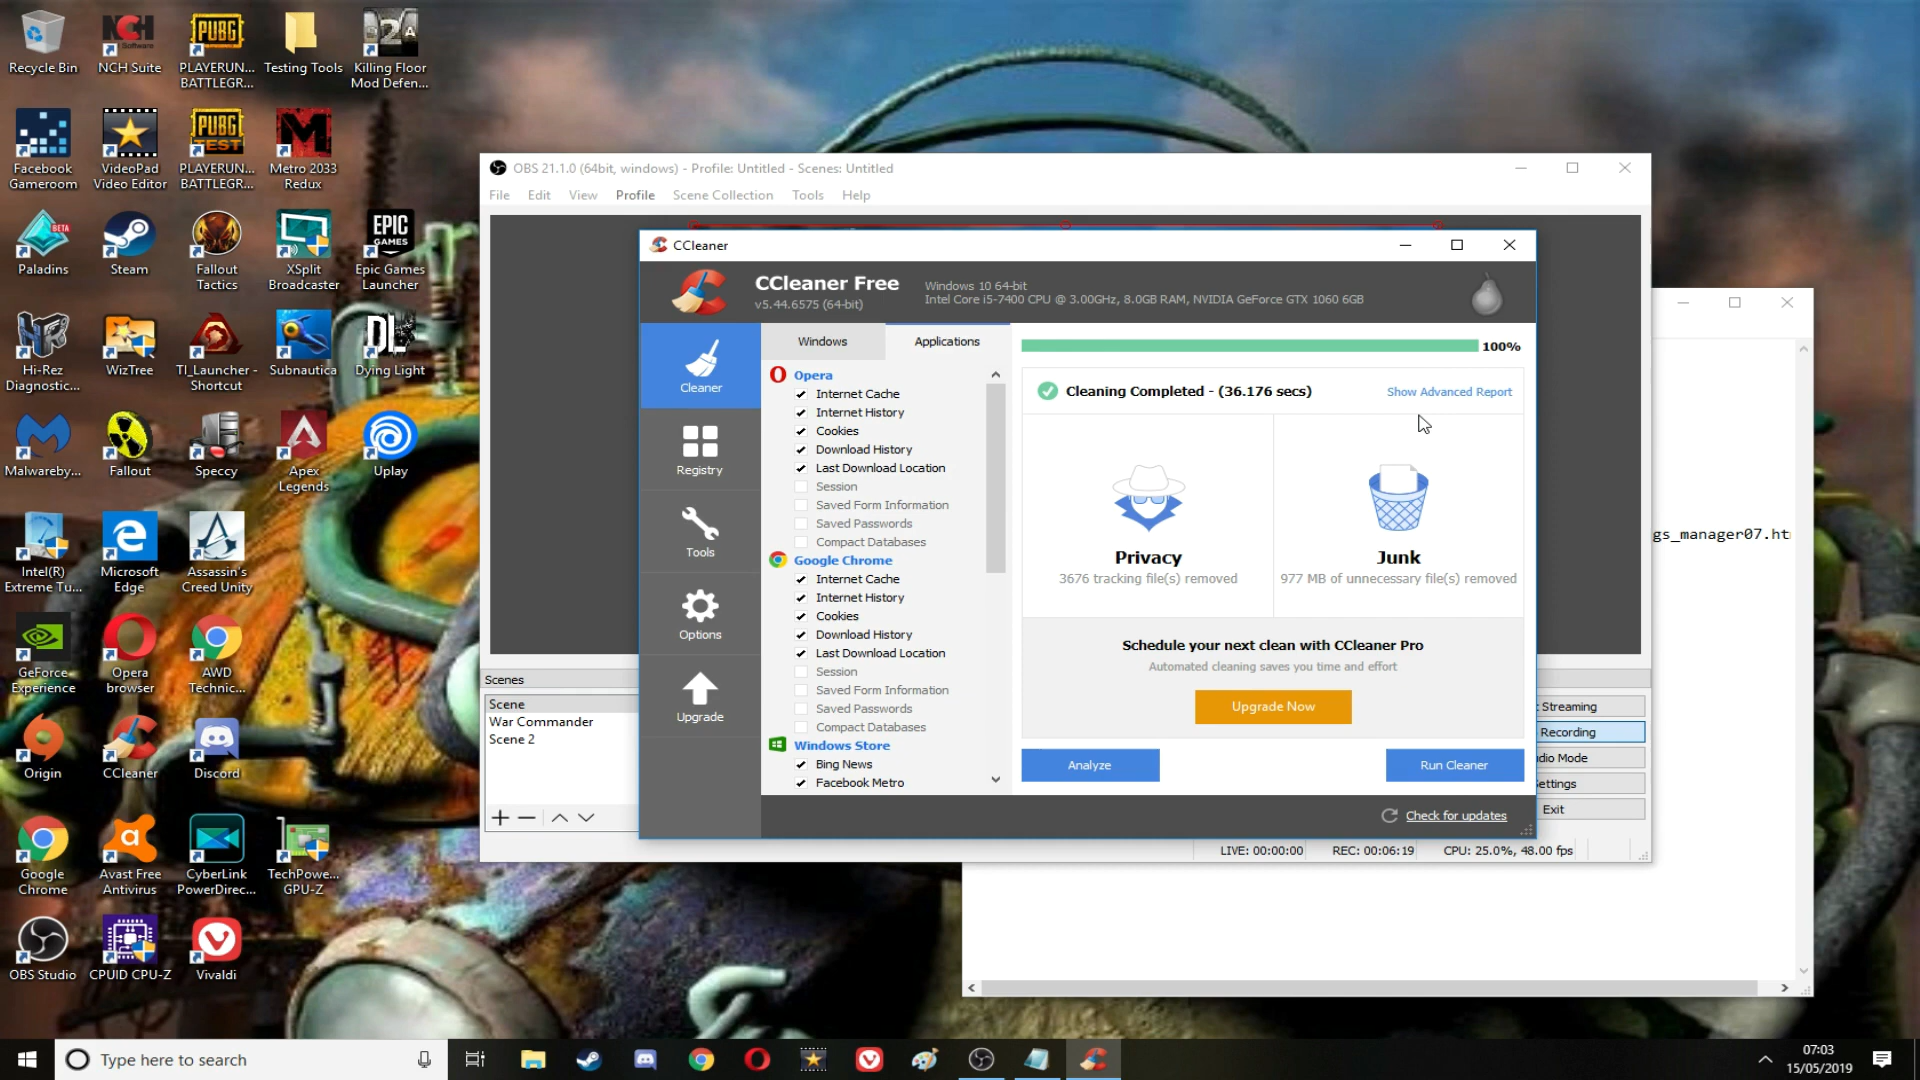 Recycle Bin
NCH Suite
PLAYERUN...
BATTLEGR...
Testing Tools
Killing Floor
Mod Defen...
Facebook
Gameroom
VideoPad
Video Editor
PLAYERUN...
BATTLEGR...
Metro 2033
Redux
Paladins
Steam
Fallout
Tactics
XSplit
Broadcaster
Epic Games
Launcher
Hi-Rez
Diagnostic...
WizTree
TI_Launcher -
Shortcut
Subnautica
Dying Light
Malwareby...
Fallout
Speccy
Apex
Legends
Uplay
Intel(R)
Extreme Tu...
Microsoft
Edge
Assassin's
Creed Unity
GeForce
Experience
Opera
browser
AWD
Technic...
Origin
CCleaner
Discord
Google
Chrome
Avast Free
Antivirus
CyberLink
PowerDirec...
TechPowe...
GPU-Z
OBS Studio
CPUID CPU-Z
Vivaldi
NCH
Software
PUBG
2A
PUBG
TEST
M
BETA
EPIC
GAMES
DL
OBS 21.1.0 (64bit, windows) - Profile: Untitled - Scenes: Untitled
File Edit View Profile Scene Collection Tools Help
CCleaner
CCleaner Free
v5.44.6575 (64-bit)
Windows 10 64-bit
Intel Core i5-7400 CPU @ 3.00GHz, 8.0GB RAM, NVIDIA GeForce GTX 1060 6GB
Cleaner
Registry
Tools
Options
Upgrade
Windows
Applications
Opera
Internet Cache
Internet History
Cookies
Download History
Last Download Location
Session
Saved Form Information
Saved Passwords
Compact Databases
Google Chrome
Internet Cache
Internet History
Cookies
Download History
Last Download Location
Session
Saved Form Information
Saved Passwords
Compact Databases
Windows Store
Bing News
Facebook Metro
100%
Cleaning Completed - (36.176 secs)
Show Advanced Report
Privacy
3676 tracking file(s) removed
Junk
977 MB of unnecessary file(s) removed
Schedule your next clean with CCleaner Pro
Automated cleaning saves you time and effort
Upgrade Now
Analyze
Run Cleaner
Check for updates
gs_manager07.ht
Scenes
Scene
War Commander
Scene 2
Streaming
Recording
dio Mode
ettings
Exit
LIVE: 00:00:00
REC: 00:06:19
CPU: 25.0%, 48.00 fps
Type here to search
07:03
15/05/2019